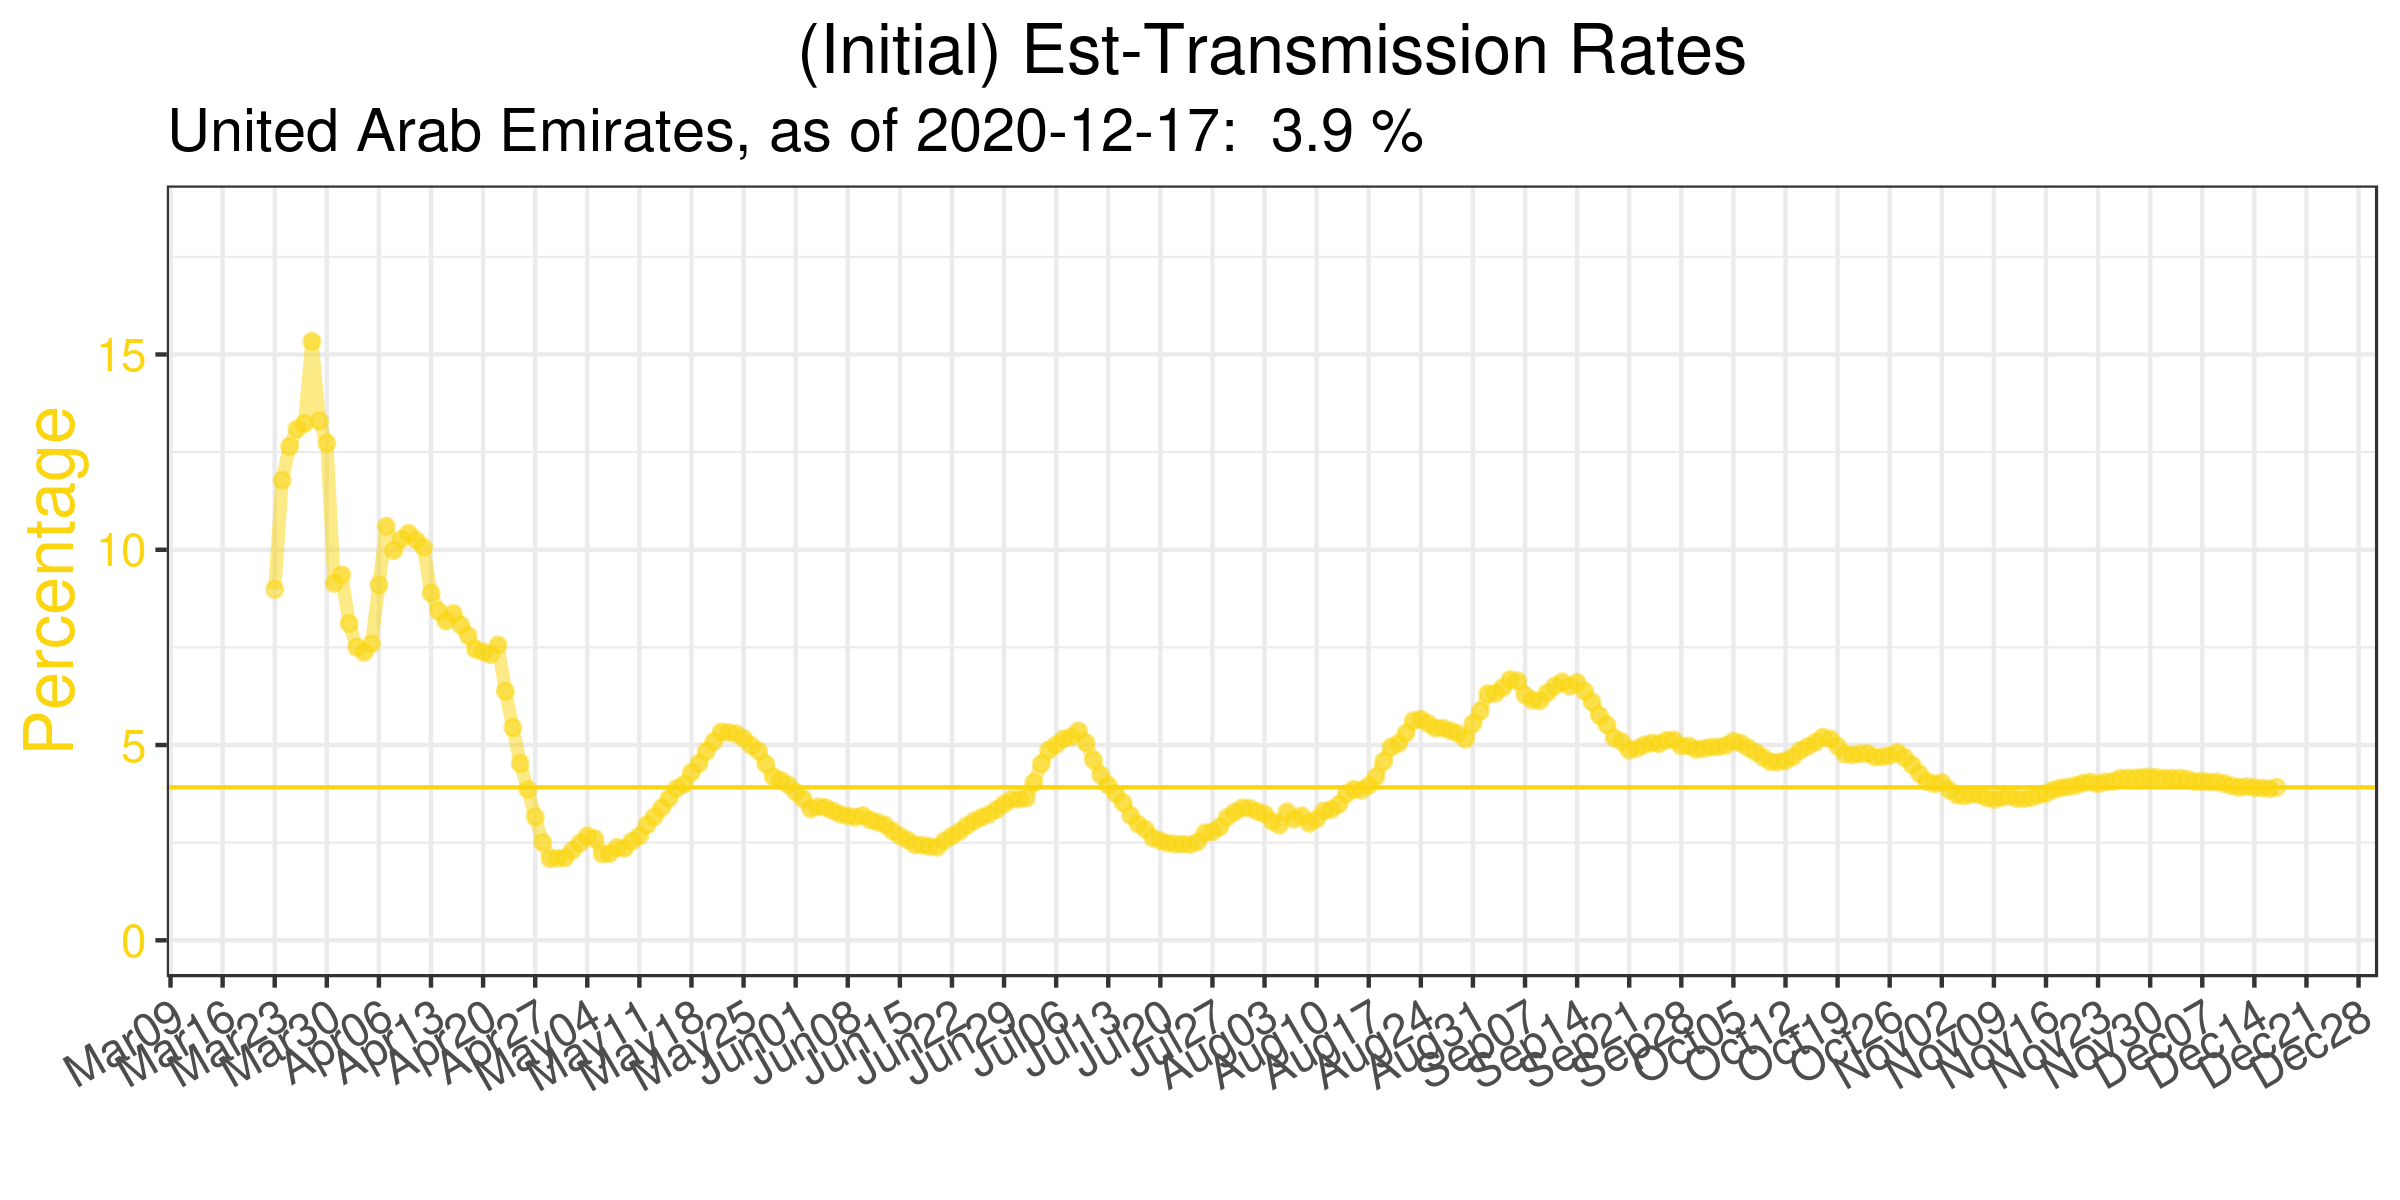 (Initial) Est-Transmission Rates
United Arab Emirates, as of 2020-12-17:  3.9 %
Percentage
15
10
5
0
Mar09
Mar16
Mar23
Mar30
Apr06
Apr13
Apr20
Apr27
May04
May11
May18
May25
Jun01
Jun08
Jun15
Jun22
Jun29
Jul06
Jul13
Jul20
Jul27
Aug03
Aug10
Aug17
Aug24
Aug31
Sep07
Sep14
Sep21
Sep28
Oct05
Oct12
Oct19
Oct26
Nov02
Nov09
Nov16
Nov23
Nov30
Dec07
Dec14
Dec21
Dec28